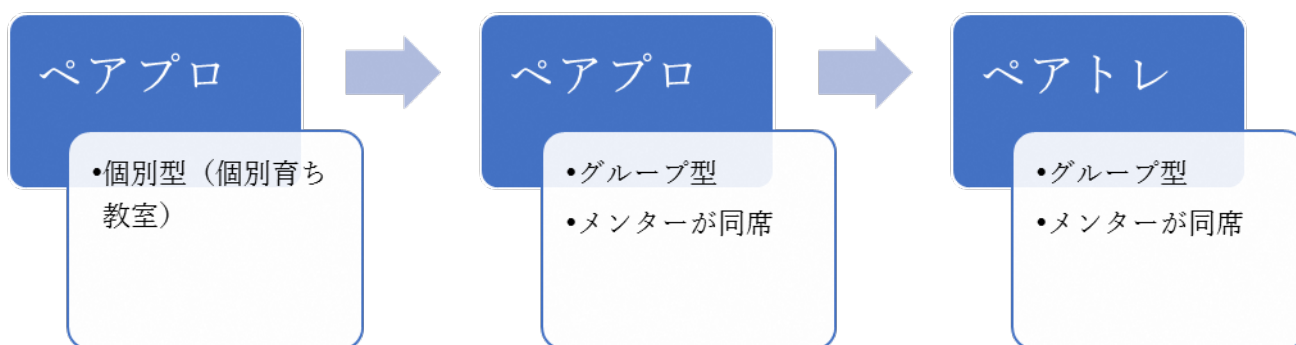 ペアプロ
•個別型（個別育ち
教室）
ペアプロ
•グループ型
•メンターが同席
ペアトレ
•グループ型
•メンターが同席